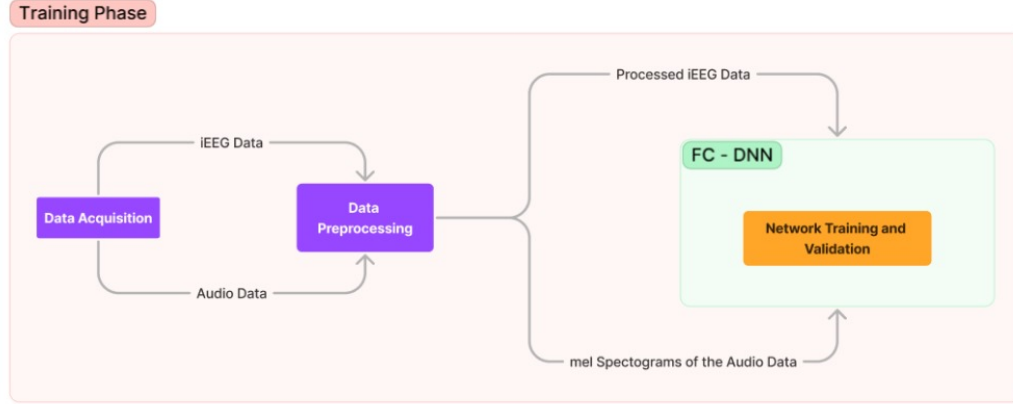 Training Phase
Processed iEEG Data
iEEG Data
FC - DNN
Data Acquisition
Data
Preprocessing
Network Training and
Validation
Audio Data
mel Spectograms of the Audio Data